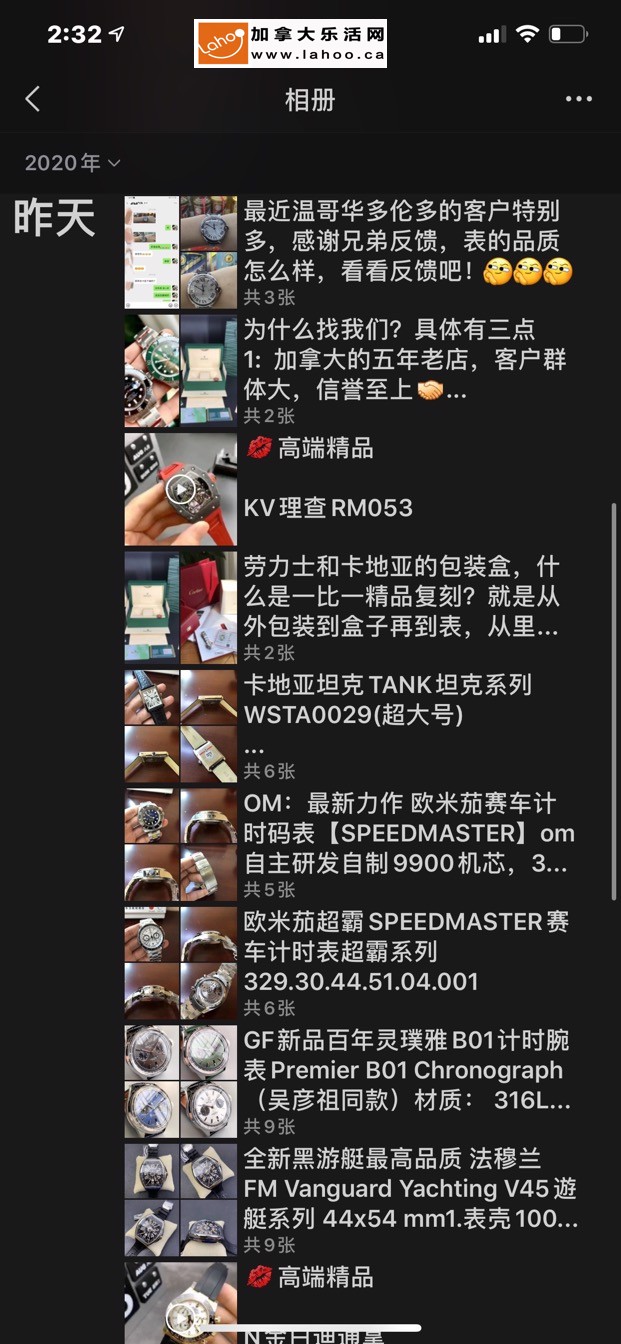 2:32
Lahoo
加拿大乐活网
www.lahoo.ca
相册
2020年
昨天
最近温哥华多伦多的客户特别
多，感谢兄弟反馈，表的品质
怎么样，看看反馈吧！🤭🤭🤭
共3张
为什么找我们？具体有三点
1：加拿大的五年老店，客户群
体大，信誉至上🤝...
共2张
💋高端精品
KV理查RM053
劳力士和卡地亚的包装盒，什
么是一比一精品复刻？就是从
外包装到盒子再到表，从里...
共2张
卡地亚坦克TANK坦克系列
WSTA0029(超大号)
...
共6张
OM：最新力作 欧米茄赛车计
时码表【SPEEDMASTER】om
自主研发自制9900机芯，3...
共5张
欧米茄超霸SPEEDMASTER赛
车计时表超霸系列
329.30.44.51.04.001
共6张
GF新品百年灵璞雅B01计时腕
表Premier B01 Chronograph
（吴彦祖同款）材质： 316L...
共9张
全新黑游艇最高品质 法穆兰
FM Vanguard Yachting V45遊
艇系列 44x54 mm1.表壳100...
共9张
💋高端精品